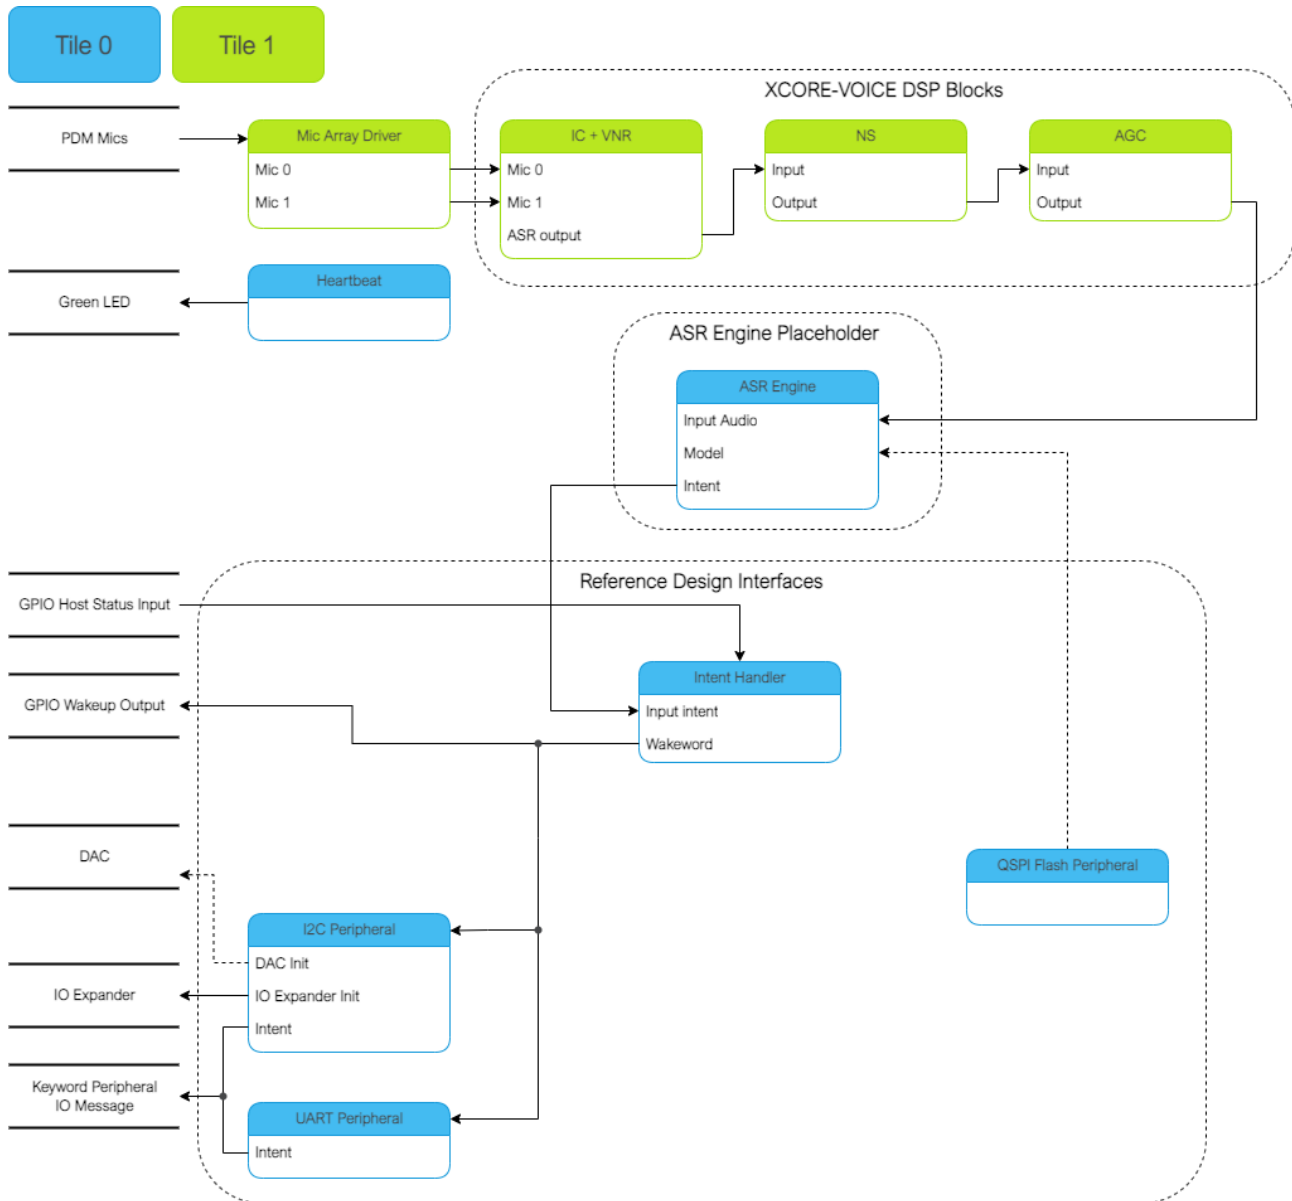 Tile 0
Tile 1
XCORE-VOICE DSP Blocks
PDM Mics
Mic Array Driver
Mic 0
Mic 1
IC + VNR
Mic 0
Mic 1
ASR output
NS
Input
Output
AGC
Input
Output
Green LED
Heartbeat
ASR Engine Placeholder
ASR Engine
Input Audio
Model
Intent
Reference Design Interfaces
GPIO Host Status Input
GPIO Wakeup Output
Intent Handler
Input intent
Wakeword
DAC
QSPI Flash Peripheral
I2C Peripheral
DAC Init
IO Expander Init
Intent
IO Expander
Keyword Peripheral
IO Message
UART Peripheral
Intent